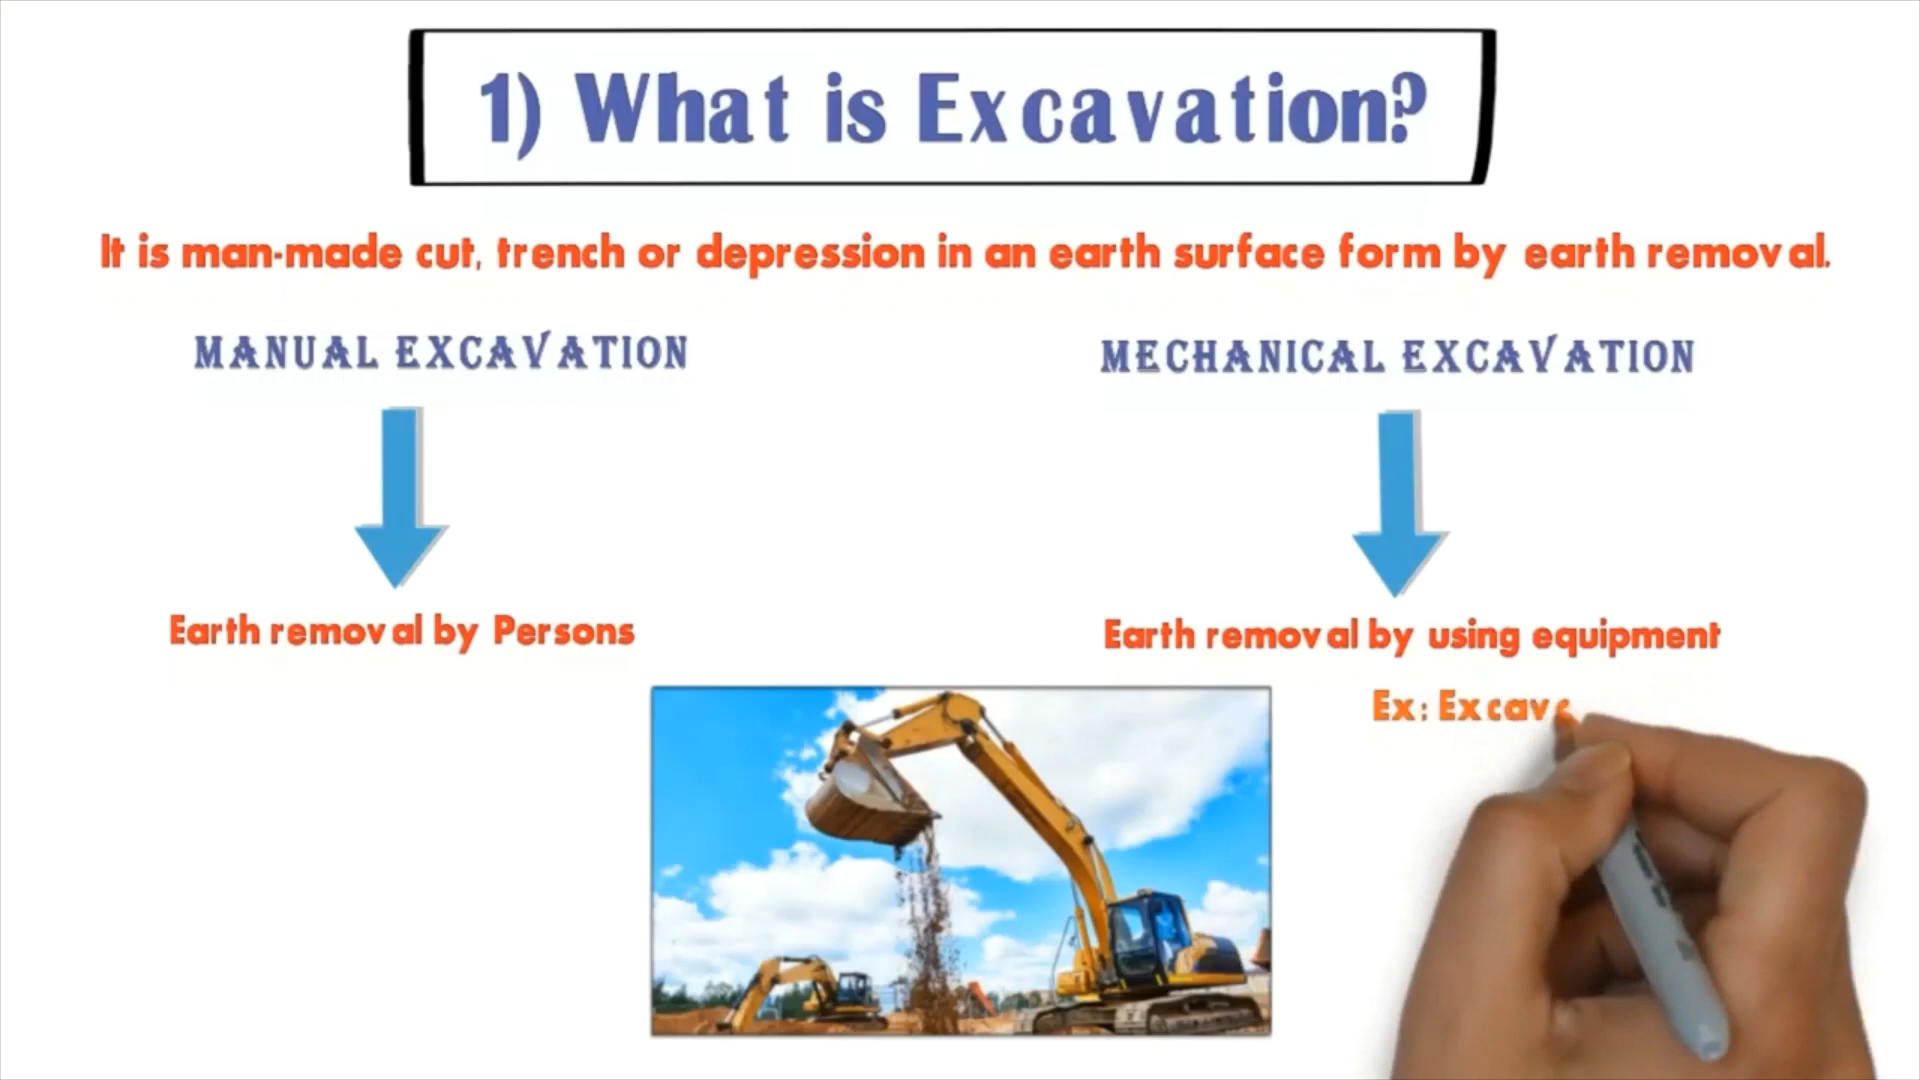 1) What is Excavation?
It is man-made cut, trench or depression in an earth surface form by earth removal.
MANUAL EXCAVATION
MECHANICAL EXCAVATION
Earth removal by Persons
Earth removal by using equipment
Ex: Excava